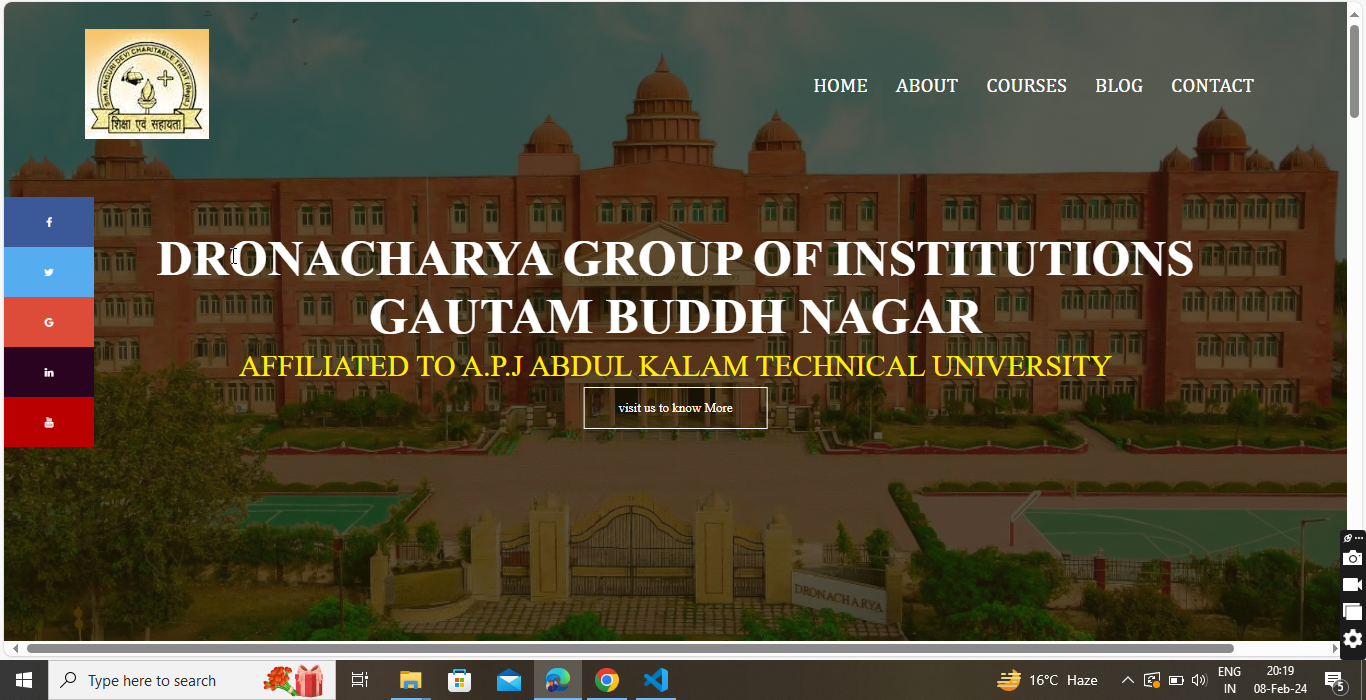 Smt. ANGURI DEVI CHARITABLE TRUST (Regd.)
शिक्षा एवं सहायता
HOME ABOUT COURSES BLOG CONTACT
DRONACHARYA GROUP OF INSTITUTIONS
GAUTAM BUDDH NAGAR
AFFILIATED TO A.P.J ABDUL KALAM TECHNICAL UNIVERSITY
visit us to know More
DRONACHARYA
Type here to search
16°C Haze
ENG
IN
20:19
08-Feb-24
5